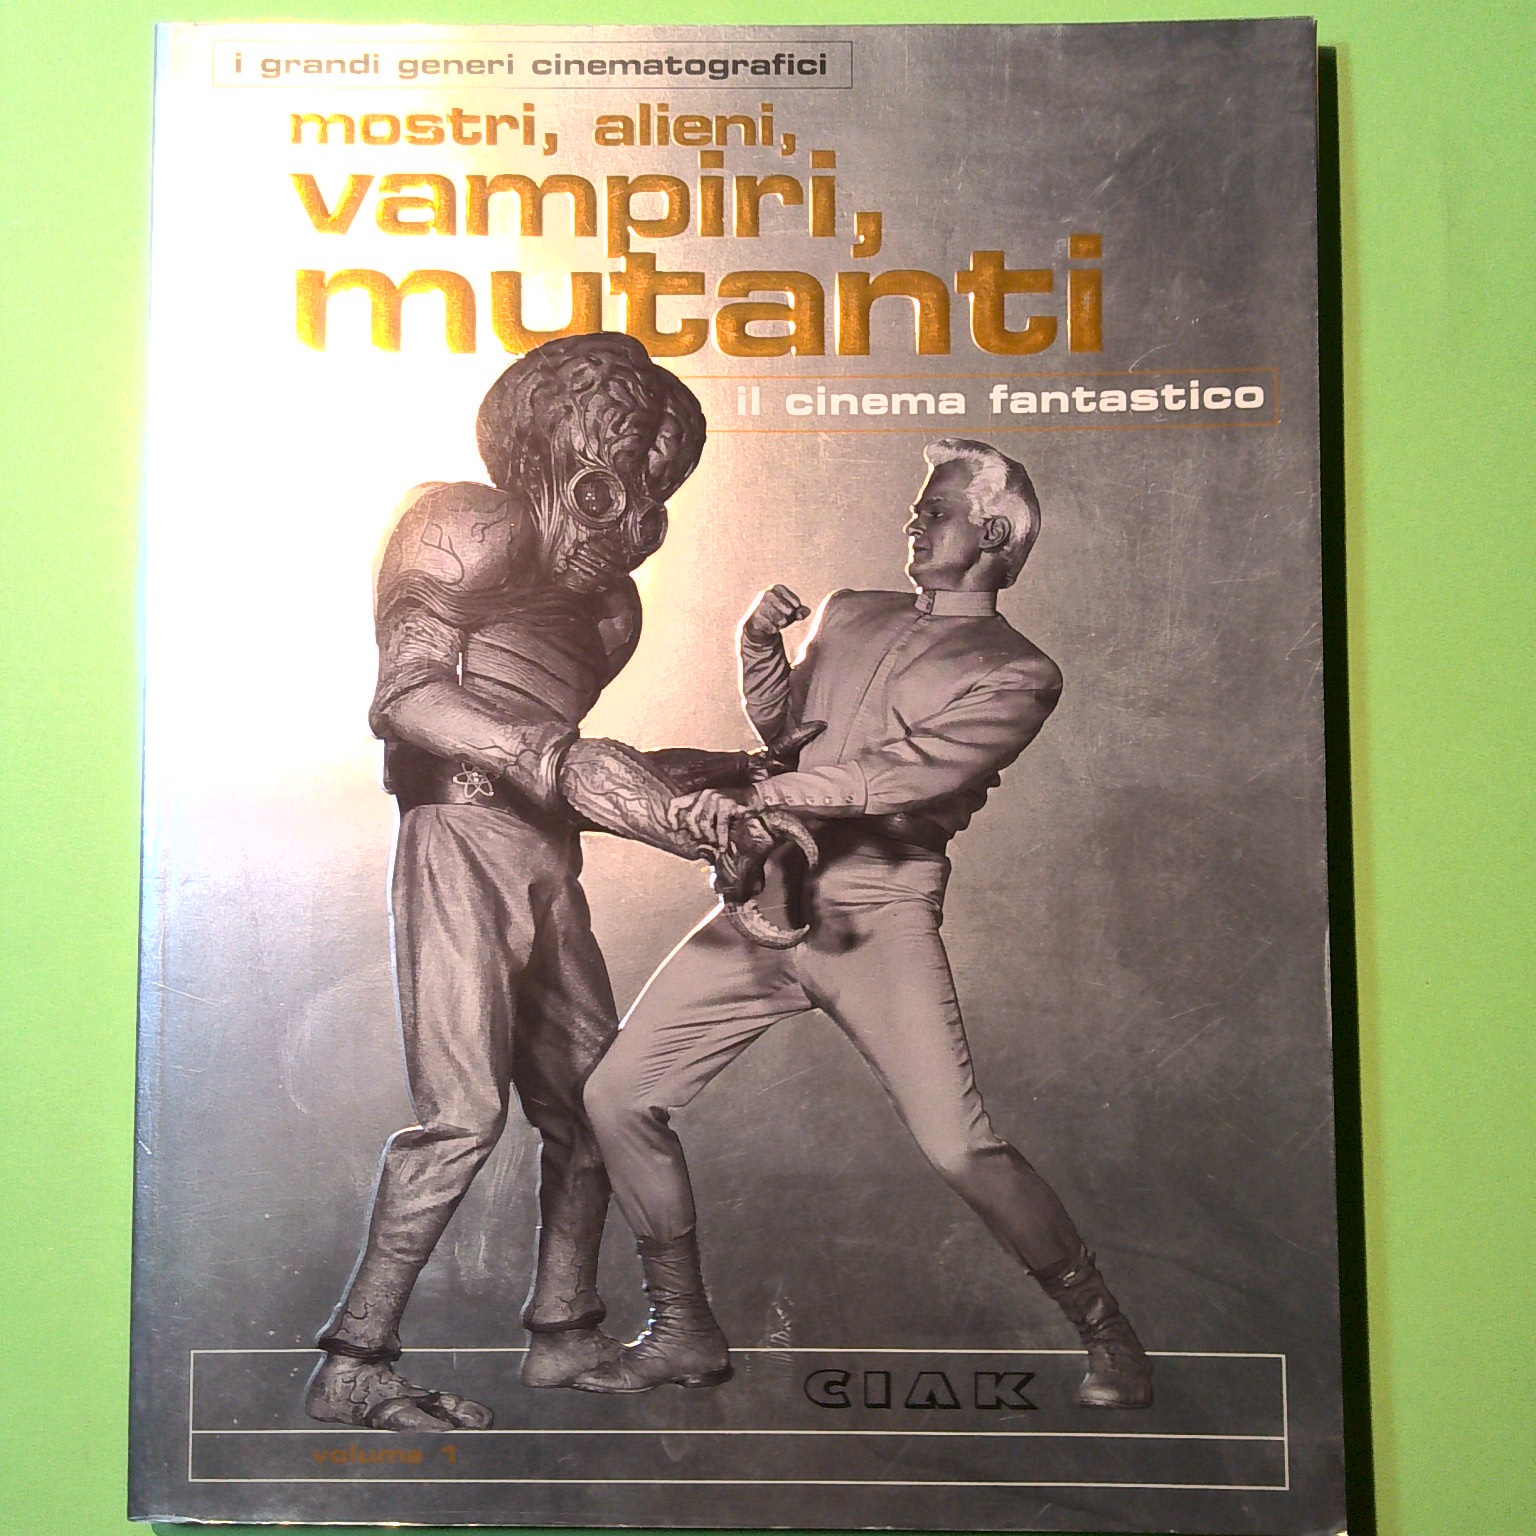 i grandi generi cinematografici
mostri, alieni,
vampiri,
mutanti
il cinema fantastico
CIAK
volume 1